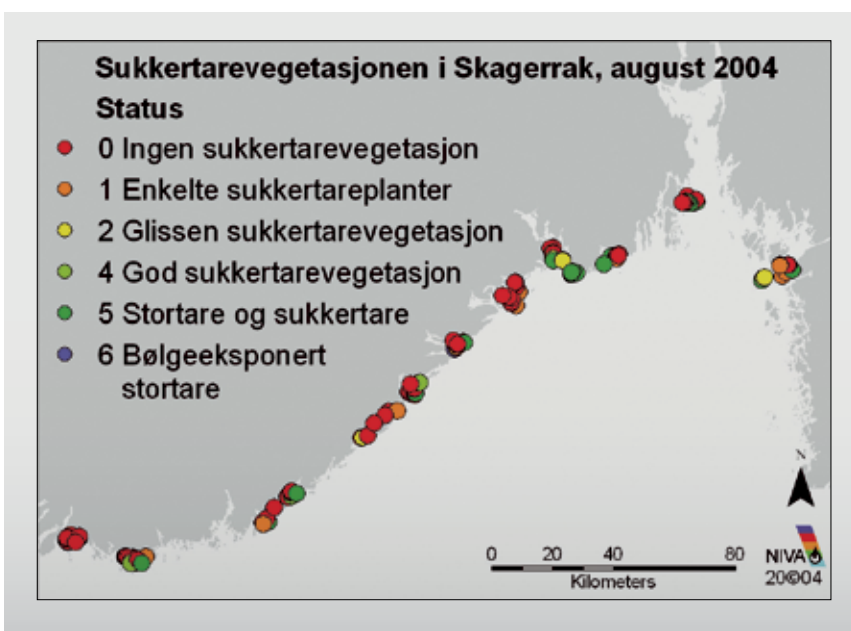 Sukkertarevegetasjonen i Skagerrak, august 2004
Status
0 Ingen sukkertarevegetasjon
1 Enkelte sukkertareplanter
2 Glissen sukkertarevegetasjon
4 God sukkertarevegetasjon
5 Stortare og sukkertare
6 Bølgeeksponert
stortare
N
0 20 40 80
Kilometers
NIVA
20©04